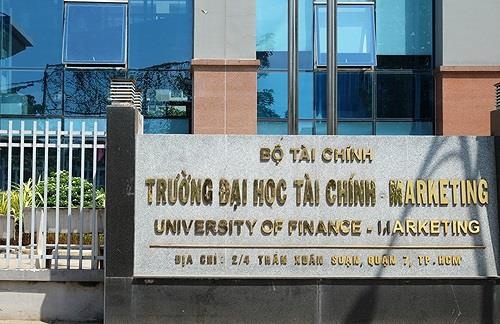 BỘ TÀI CHÍNH
TRƯỜNG ĐẠI HỌC TÀI CHÍNH - MARKETING
UNIVERSITY OF FINANCE - MARKETING
ĐỊA CHỈ : 2/4 TRẦN XUÂN SOẠN, QUẬN 7, TP.HCM